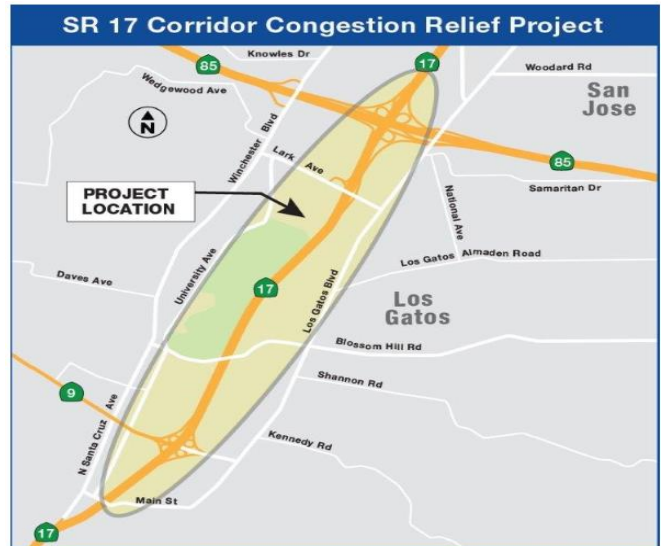 SR 17 Corridor Congestion Relief Project
Knowles Dr
17
85
Woodard Rd
Wedgewood Ave
San
Jose
N
Winchester Blvd
Lark Ave
85
PROJECT
LOCATION
National Ave
Samaritan Dr
University Ave
Los Gatos Almaden Road
Daves Ave
17
Los Gatos Blvd
Los
Gatos
Blossom Hill Rd
Shannon Rd
9
N Santa Cruz Ave
Kennedy Rd
Main St
17